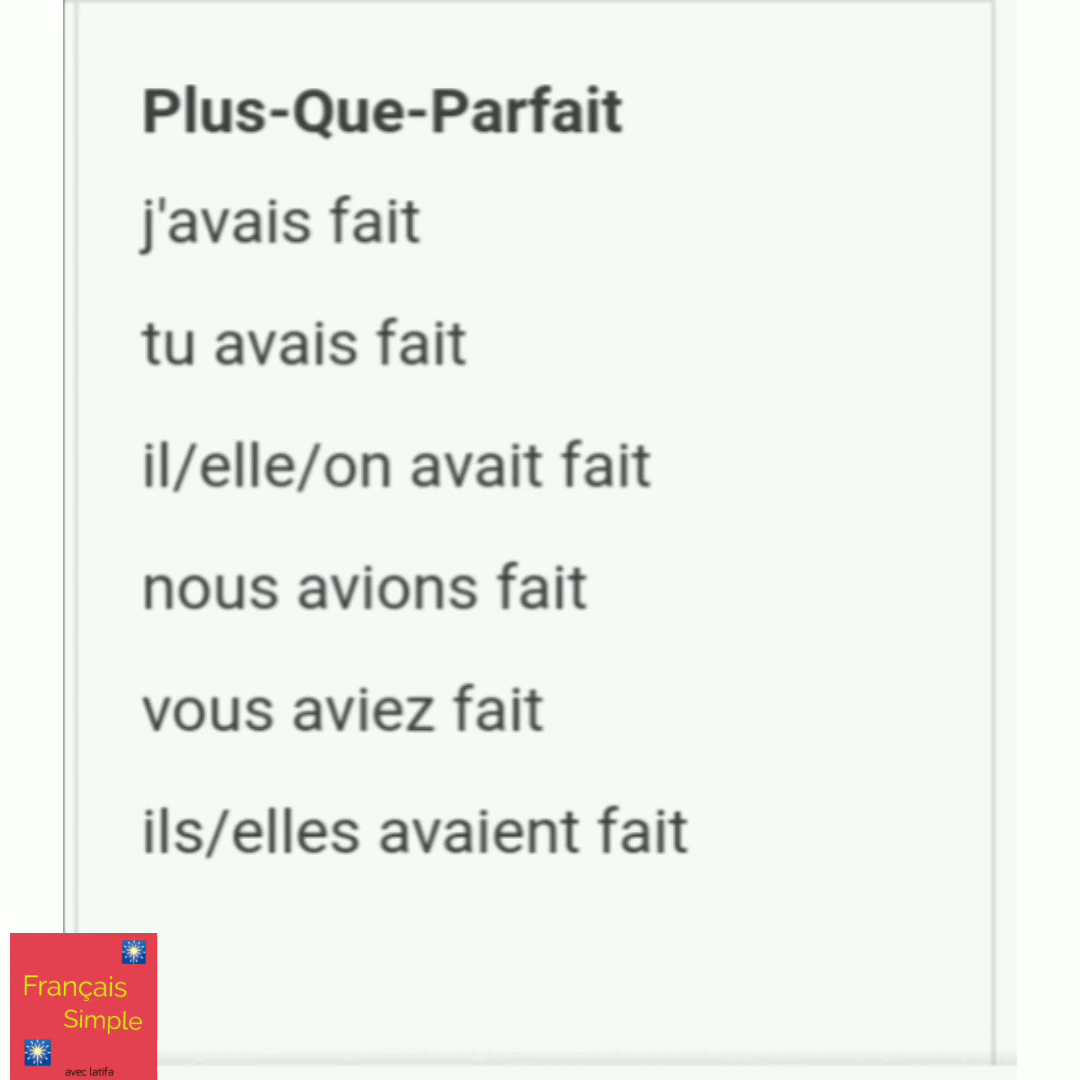 Plus-Que-Parfait
j'avais fait
tu avais fait
il/elle/on avait fait
nous avions fait
vous aviez fait
ils/elles avaient fait
Français
Simple
avec latifa